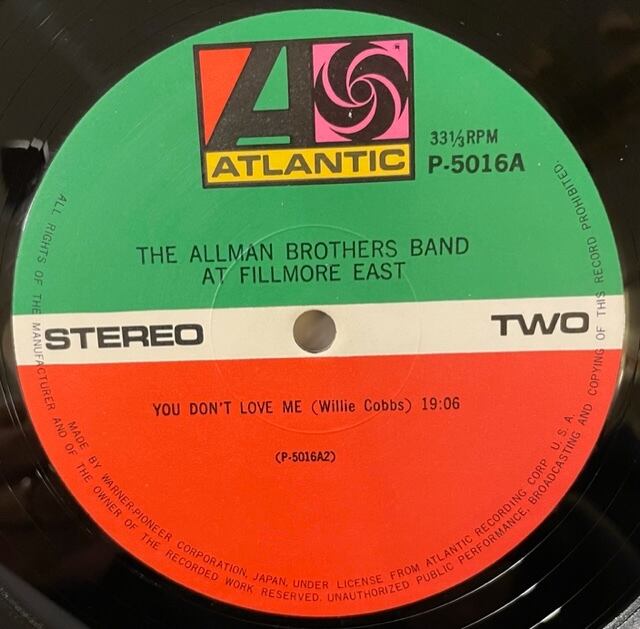 ATLANTIC
33⅓RPM
P-5016A
THE ALLMAN BROTHERS BAND
AT FILLMORE EAST
STEREO
TWO
YOU DON'T LOVE ME (Willie Cobbs) 19:06
(P-5016A2)
MADE BY WARNER-PIONEER CORPORATION, JAPAN, UNDER LICENSE FROM ATLANTIC RECORDING CORP. U.S.A.
ALL RIGHTS OF THE MANUFACTURER AND OF THE OWNER OF THE RECORDED WORK RESERVED. UNAUTHORIZED PUBLIC PERFORMANCE, BROADCASTING AND COPYING OF THIS RECORD PROHIBITED.